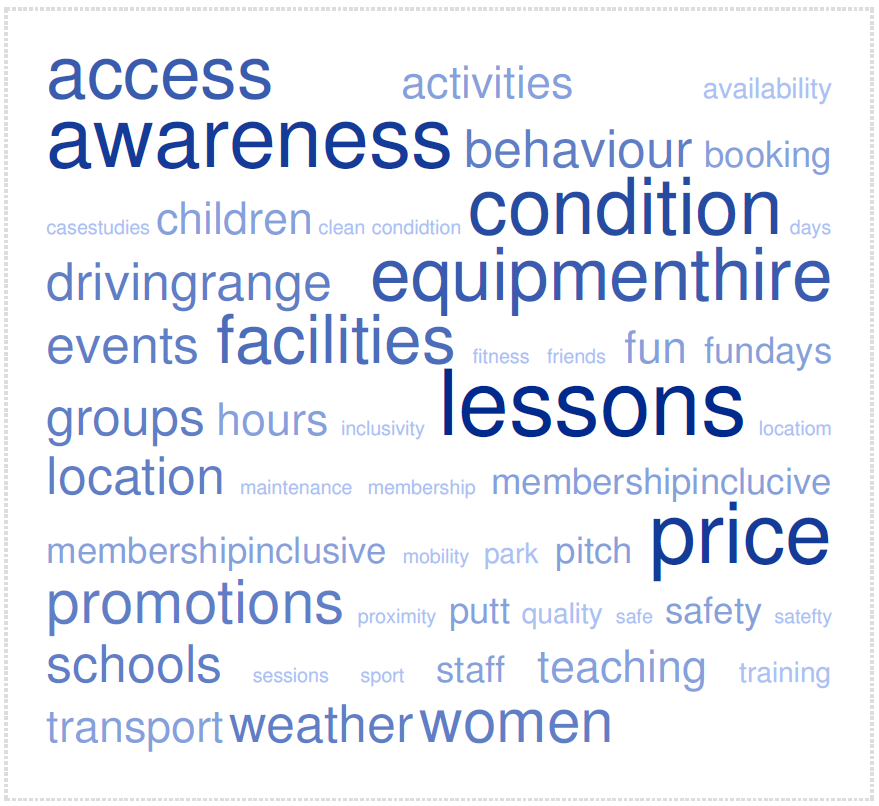 access activities availability
awareness behaviour booking
casestudies children clean condidtion condition days
drivingrange equipmenthire
events facilities fitness friends fun fundays
groups hours inclusivity lessons locatiom
location maintenance membership membershipinclucive
membershipinclusive mobility park pitch price
promotions proximity putt quality safe safety satefty
schools sessions sport staff teaching training
transport weather women